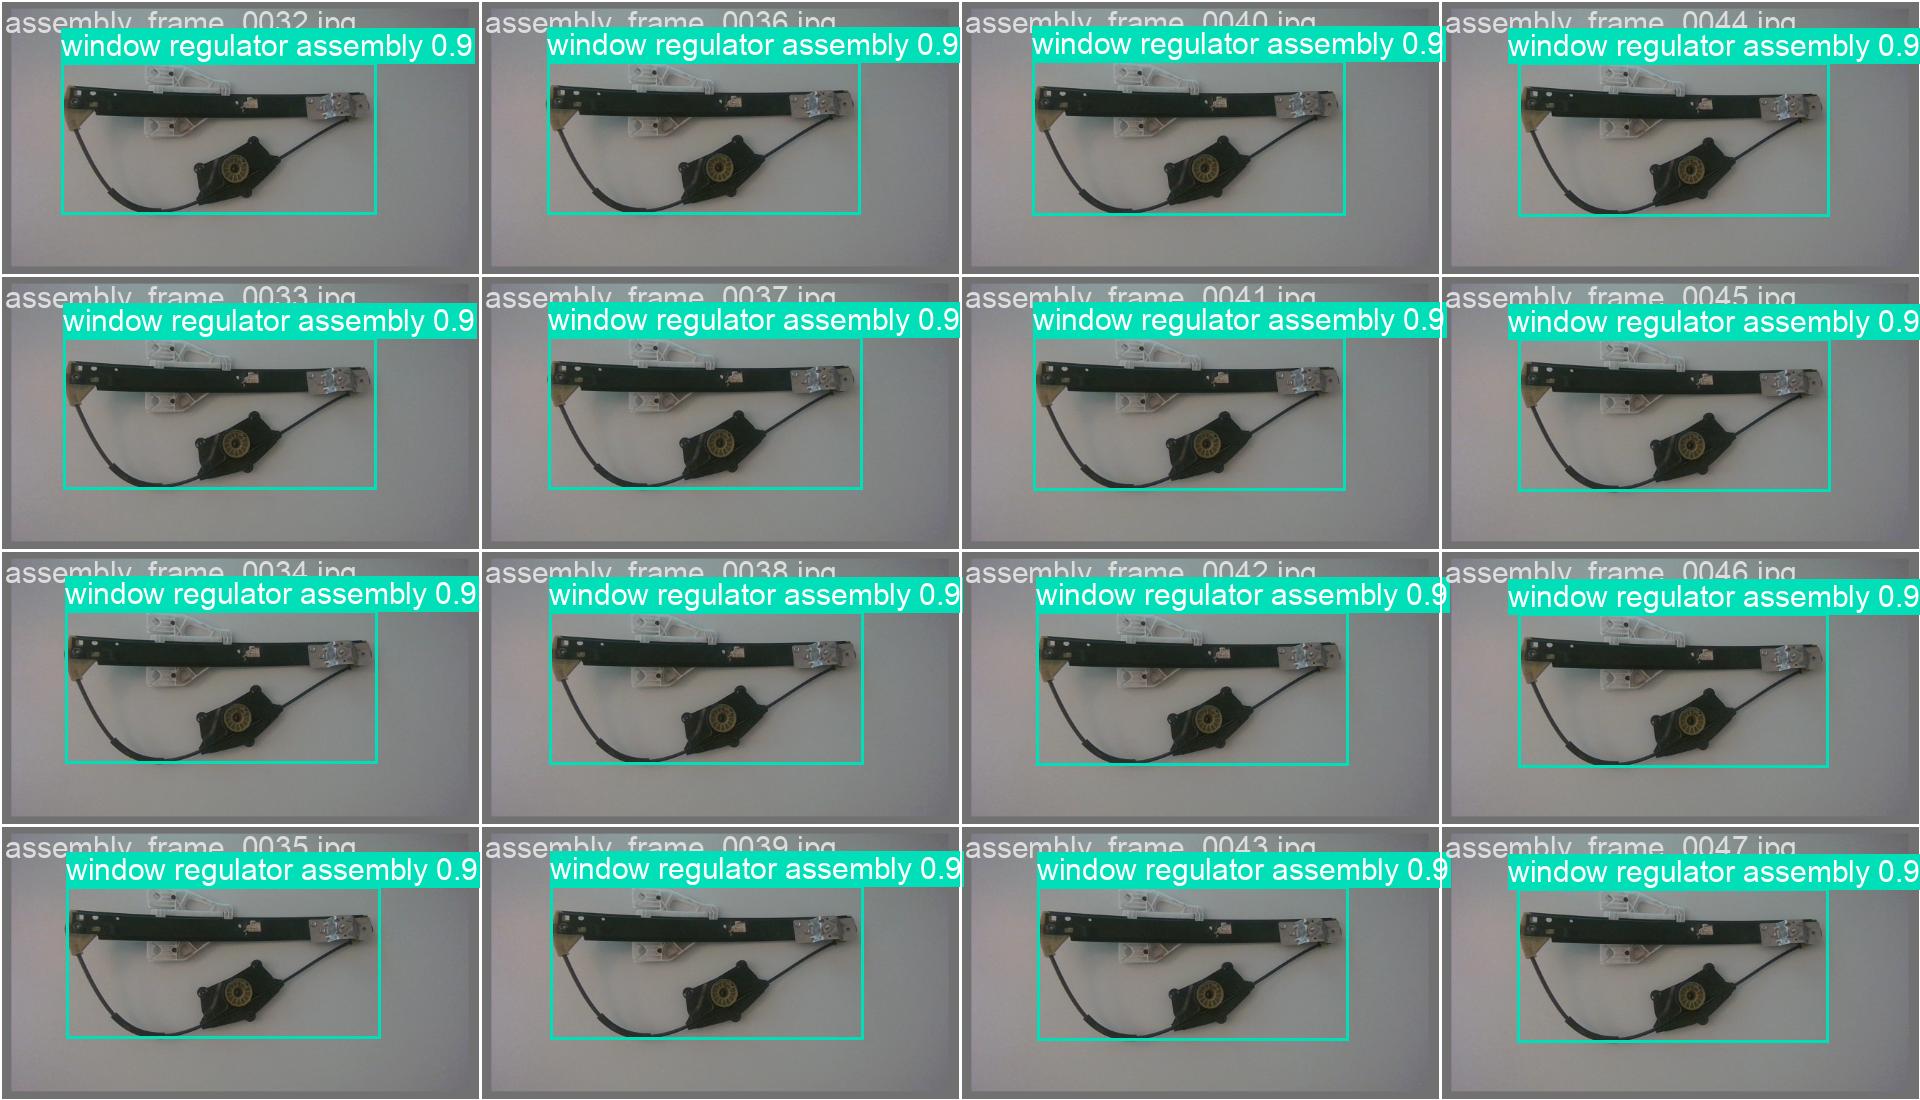 assembly_frame_0032.jpg
window regulator assembly 0.9
assembly_frame_0036.jpg
window regulator assembly 0.9
assembly_frame_0040.jpg
window regulator assembly 0.9
assembly_frame_0044.jpg
window regulator assembly 0.9
assembly_frame_0033.jpg
window regulator assembly 0.9
assembly_frame_0037.jpg
window regulator assembly 0.9
assembly_frame_0041.jpg
window regulator assembly 0.9
assembly_frame_0045.jpg
window regulator assembly 0.9
assembly_frame_0034.jpg
window regulator assembly 0.9
assembly_frame_0038.jpg
window regulator assembly 0.9
assembly_frame_0042.jpg
window regulator assembly 0.9
assembly_frame_0046.jpg
window regulator assembly 0.9
assembly_frame_0035.jpg
window regulator assembly 0.9
assembly_frame_0039.jpg
window regulator assembly 0.9
assembly_frame_0043.jpg
window regulator assembly 0.9
assembly_frame_0047.jpg
window regulator assembly 0.9